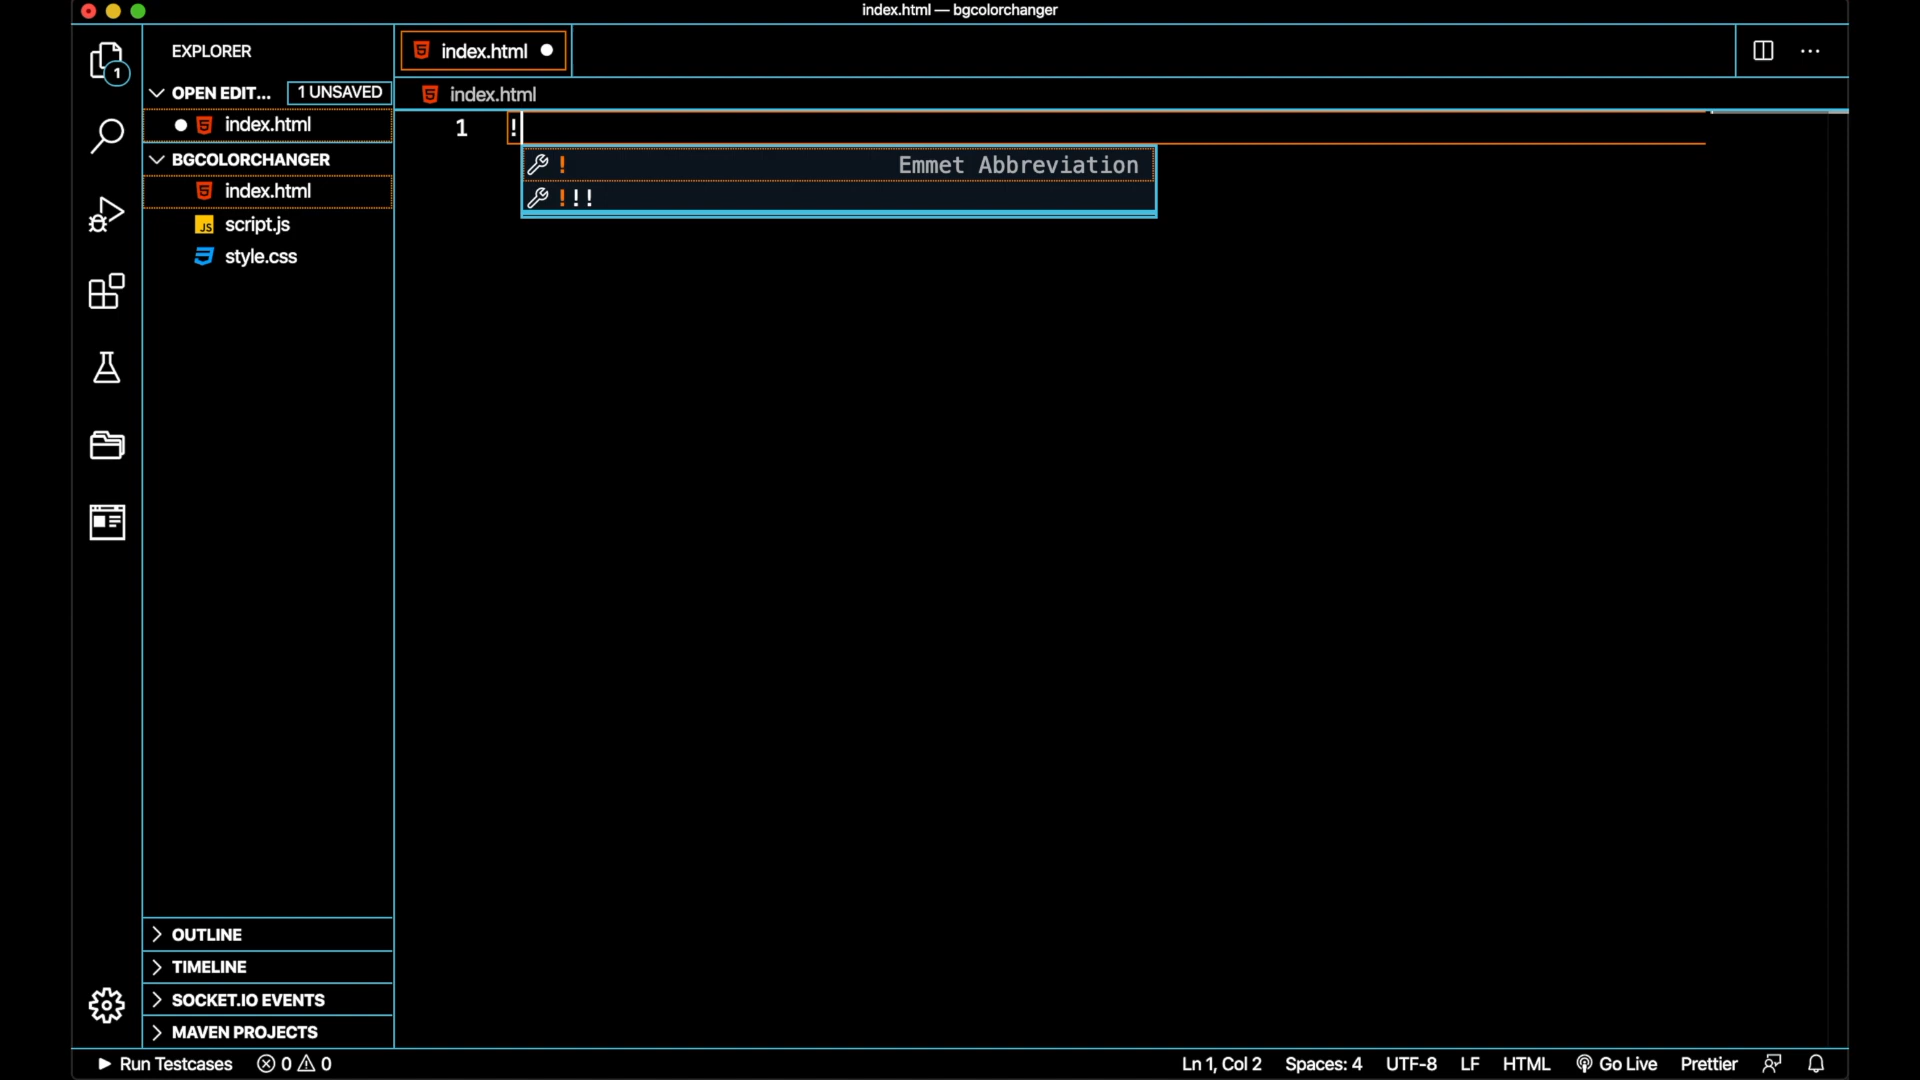 index.html — bgcolorchanger
1
EXPLORER
OPEN EDIT... 1 UNSAVED
index.html
BGCOLORCHANGER
index.html
JS script.js
style.css
OUTLINE
TIMELINE
SOCKET.IO EVENTS
MAVEN PROJECTS
index.html
index.html
1 !
! Emmet Abbreviation
!!!
Run Testcases 0 0 Ln 1, Col 2 Spaces: 4 UTF-8 LF HTML Go Live Prettier